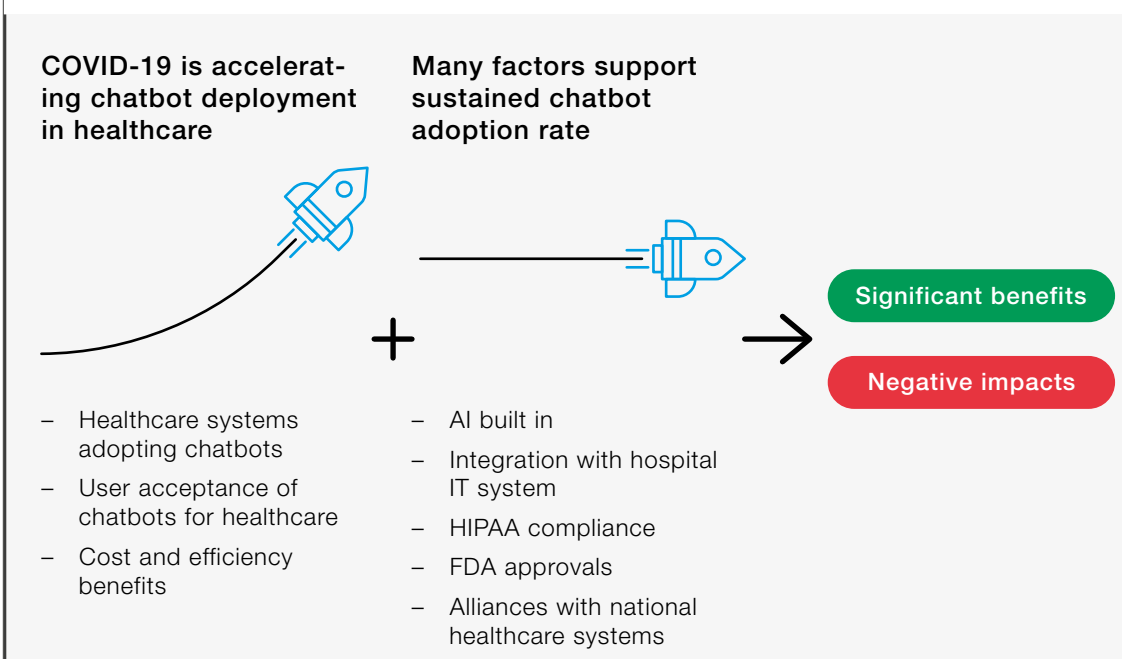 COVID-19 is accelerat-
ing chatbot deployment
in healthcare
Many factors support
sustained chatbot
adoption rate
Significant benefits
Negative impacts
– Healthcare systems
adopting chatbots
– User acceptance of
chatbots for healthcare
– Cost and efficiency
benefits
– AI built in
– Integration with hospital
IT system
– HIPAA compliance
– FDA approvals
– Alliances with national
healthcare systems